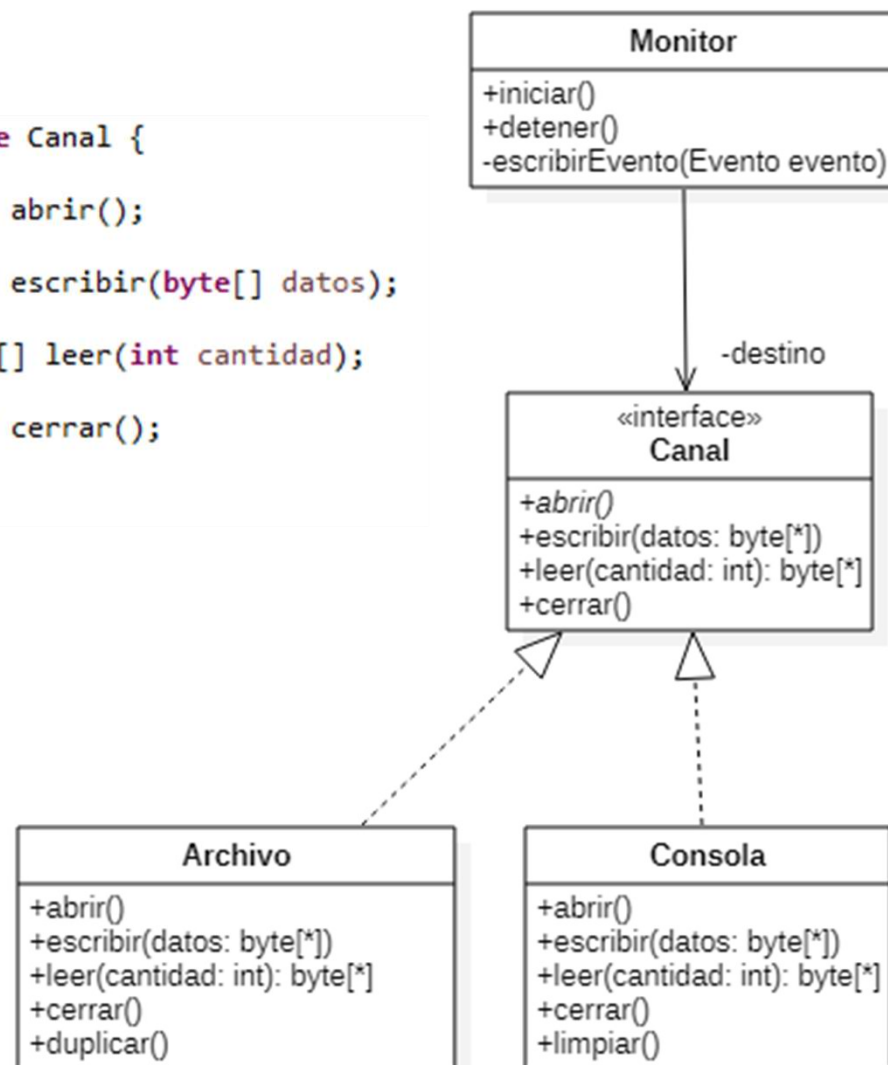 e Canal {
abrir();
escribir(byte[] datos);
[] leer(int cantidad);
cerrar();
Monitor
+iniciar()
+detener()
-escribirEvento(Evento evento)
-destino
«interface»
Canal
+abrir()
+escribir(datos: byte[*])
+leer(cantidad: int): byte[*]
+cerrar()
Archivo
+abrir()
+escribir(datos: byte[*])
+leer(cantidad: int): byte[*]
+cerrar()
+duplicar()
Consola
+abrir()
+escribir(datos: byte[*])
+leer(cantidad: int): byte[*]
+cerrar()
+limpiar()